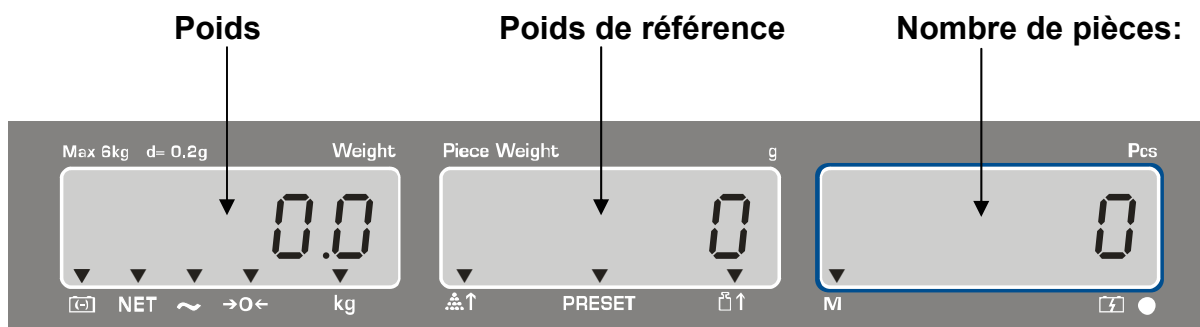 Poids Poids de référence Nombre de pièces:
Max 6kg d= 0,2g Weight Piece Weight g Pcs
0.0 0 0
NET ~ →0← kg PRESET M